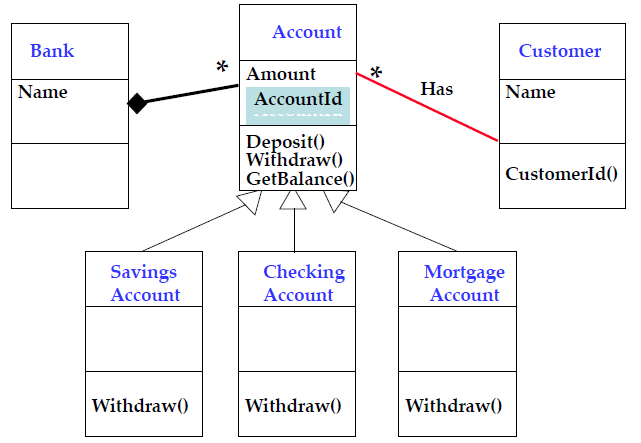 Bank
Name
*
Account
Amount
AccountId
Deposit()
Withdraw()
GetBalance()
*
Has
Customer
Name
CustomerId()
Savings
Account
Withdraw()
Checking
Account
Withdraw()
Mortgage
Account
Withdraw()